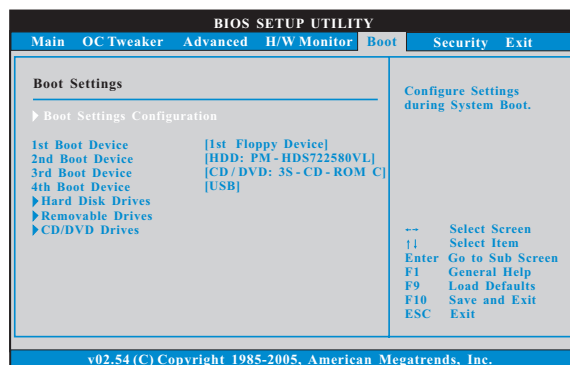 BIOS SETUP UTILITY
Main OC Tweaker Advanced H/W Monitor Boot Security Exit
Boot Settings
Boot Settings Configuration
1st Boot Device [1st Floppy Device]
2nd Boot Device [HDD: PM - HDS722580VL]
3rd Boot Device [CD / DVD: 3S - CD - ROM C]
4th Boot Device [USB]
Hard Disk Drives
Removable Drives
CD/DVD Drives
Configure Settings
during System Boot.
←→ Select Screen
↑↓ Select Item
Enter Go to Sub Screen
F1 General Help
F9 Load Defaults
F10 Save and Exit
ESC Exit
v02.54 (C) Copyright 1985-2005, American Megatrends, Inc.